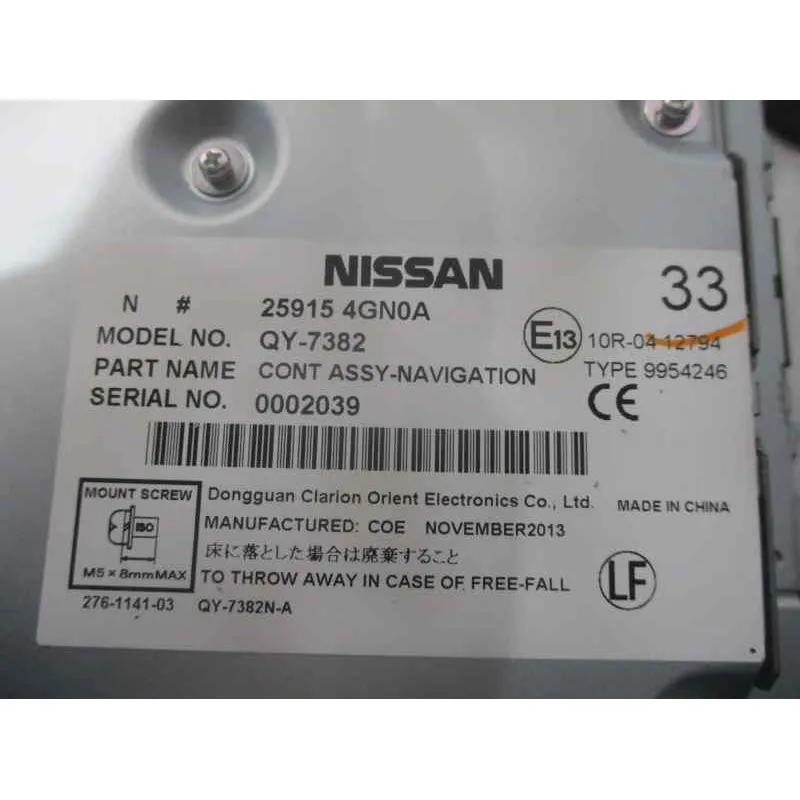 NISSAN
33
N # 25915 4GN0A
MODEL NO. QY-7382
E13 10R-04 12794
PART NAME CONT ASSY-NAVIGATION
TYPE 9954246
SERIAL NO. 0002039
CE
MOUNT SCREW
ISO
M5 × 8mmMAX
Dongguan Clarion Orient Electronics Co., Ltd. MADE IN CHINA
MANUFACTURED: COE NOVEMBER2013
床に落とした場合は廃棄すること
TO THROW AWAY IN CASE OF FREE-FALL
LF
276-1141-03 QY-7382N-A